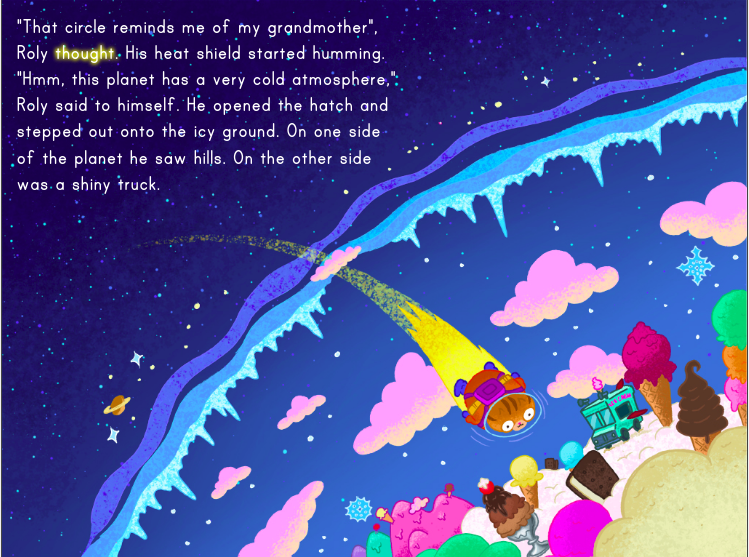 "That circle reminds me of my grandmother",
Roly thought. His heat shield started humming.
"Hmm, this planet has a very cold atmosphere,"
Roly said to himself. He opened the hatch and
stepped out onto the icy ground. On one side
of the planet he saw hills. On the other side
was a shiny truck.